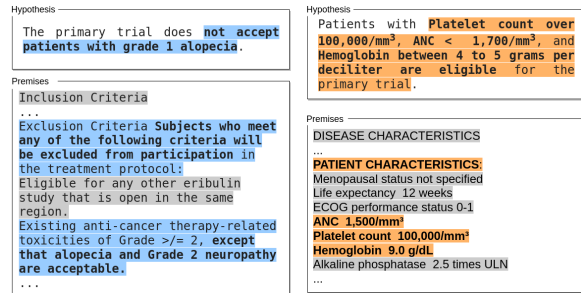 Hypothesis
The primary trial does not accept
patients with grade 1 alopecia.
Premises
Inclusion Criteria
...
Exclusion Criteria Subjects who meet
any of the following criteria will
be excluded from participation in
the treatment protocol:
Eligible for any other eribulin
study that is open in the same
region.
Existing anti-cancer therapy-related
toxicities of Grade >/= 2, except
that alopecia and Grade 2 neuropathy
are acceptable.
...
Hypothesis
Patients with Platelet count over
100,000/mm³, ANC < 1,700/mm³, and
Hemoglobin between 4 to 5 grams per
deciliter are eligible for the
primary trial.
Premises
DISEASE CHARACTERISTICS
...
PATIENT CHARACTERISTICS:
Menopausal status not specified
Life expectancy 12 weeks
ECOG performance status 0-1
ANC 1,500/mm³
Platelet count 100,000/mm³
Hemoglobin 9.0 g/dL
Alkaline phosphatase 2.5 times ULN
...